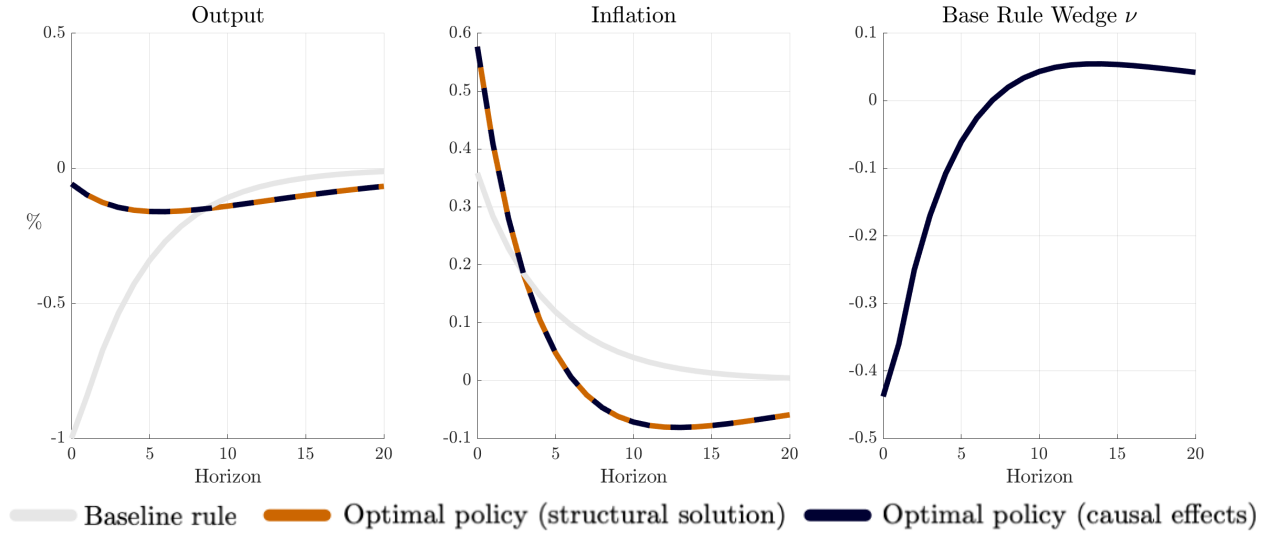 Output
0.5
0
%
-0.5
-1
0 5 10 15 20
Horizon
Inflation
0.6
0.5
0.4
0.3
0.2
0.1
0
-0.1
0 5 10 15 20
Horizon
Base Rule Wedge ν
0.1
0
-0.1
-0.2
-0.3
-0.4
-0.5
0 5 10 15 20
Horizon
Baseline rule
Optimal policy (structural solution)
Optimal policy (causal effects)